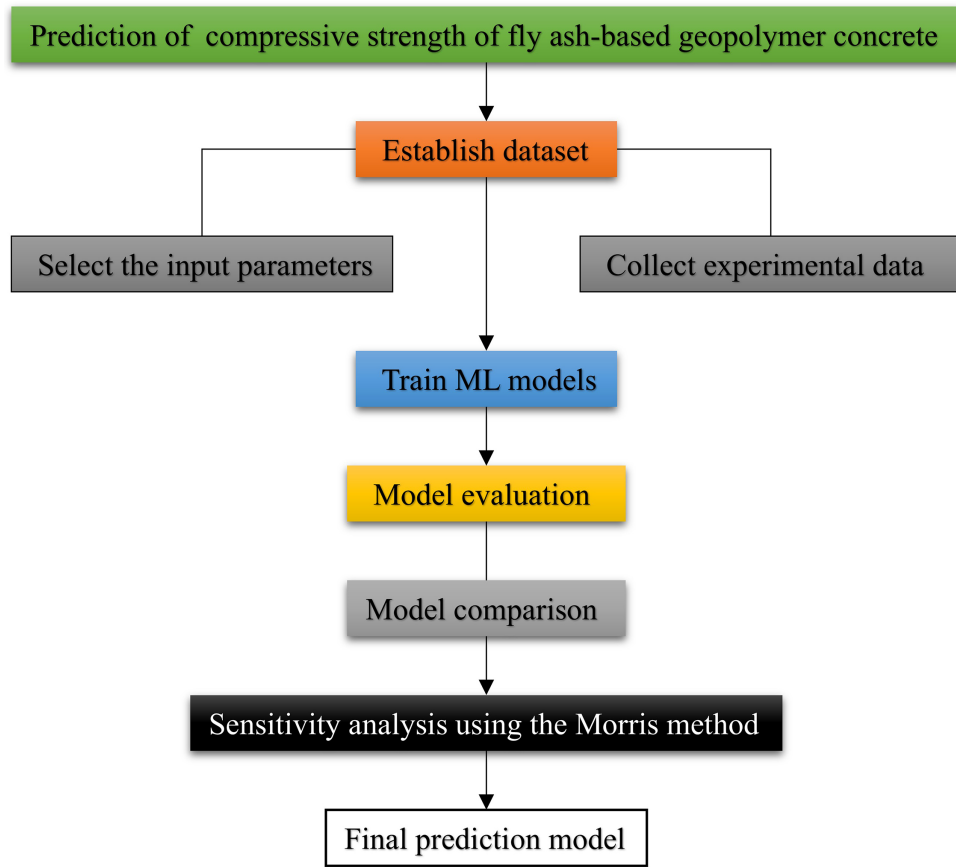 Prediction of compressive strength of fly ash-based geopolymer concrete
Establish dataset
Select the input parameters
Collect experimental data
Train ML models
Model evaluation
Model comparison
Sensitivity analysis using the Morris method
Final prediction model